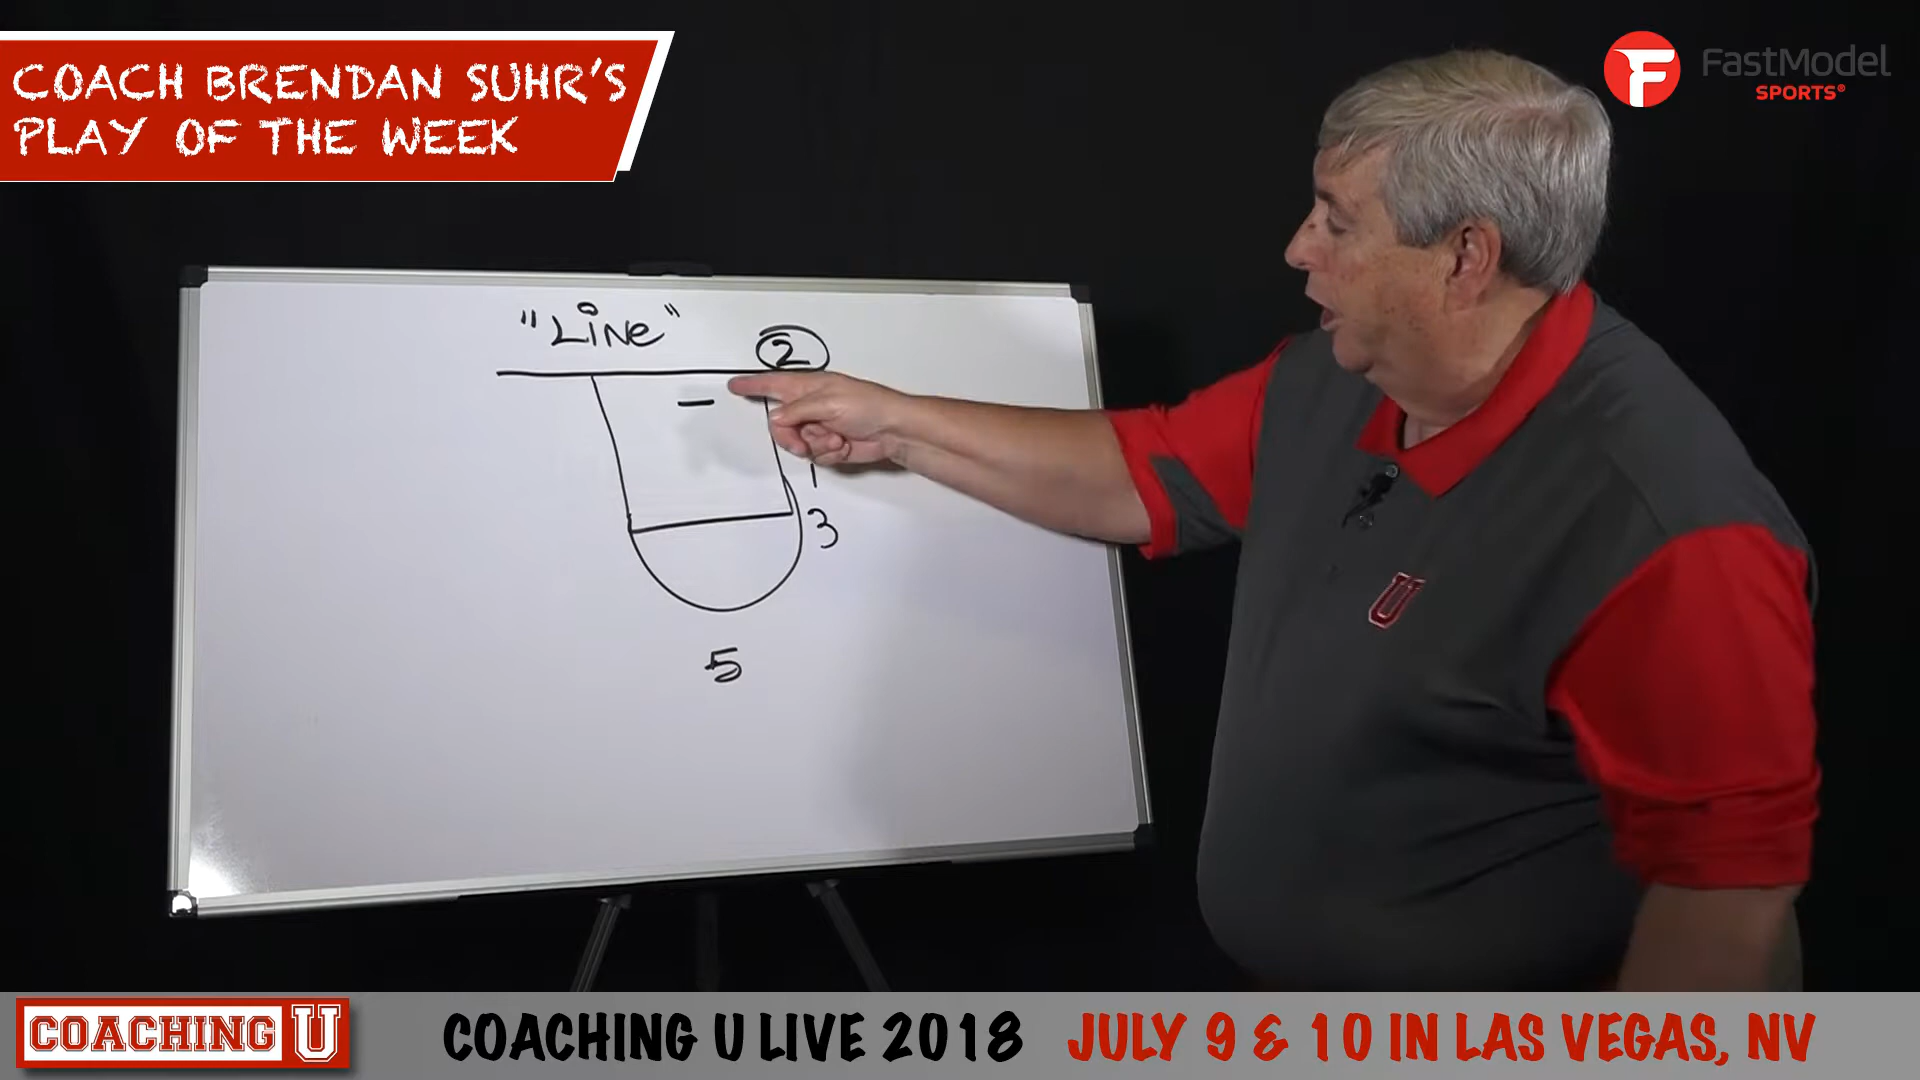 COACH BRENDAN SUHR'S
PLAY OF THE WEEK
FastModel
SPORTS®
"Line"
2
1
3
5
U
COACHING U
COACHING U LIVE 2018 JULY 9 & 10 IN LAS VEGAS, NV